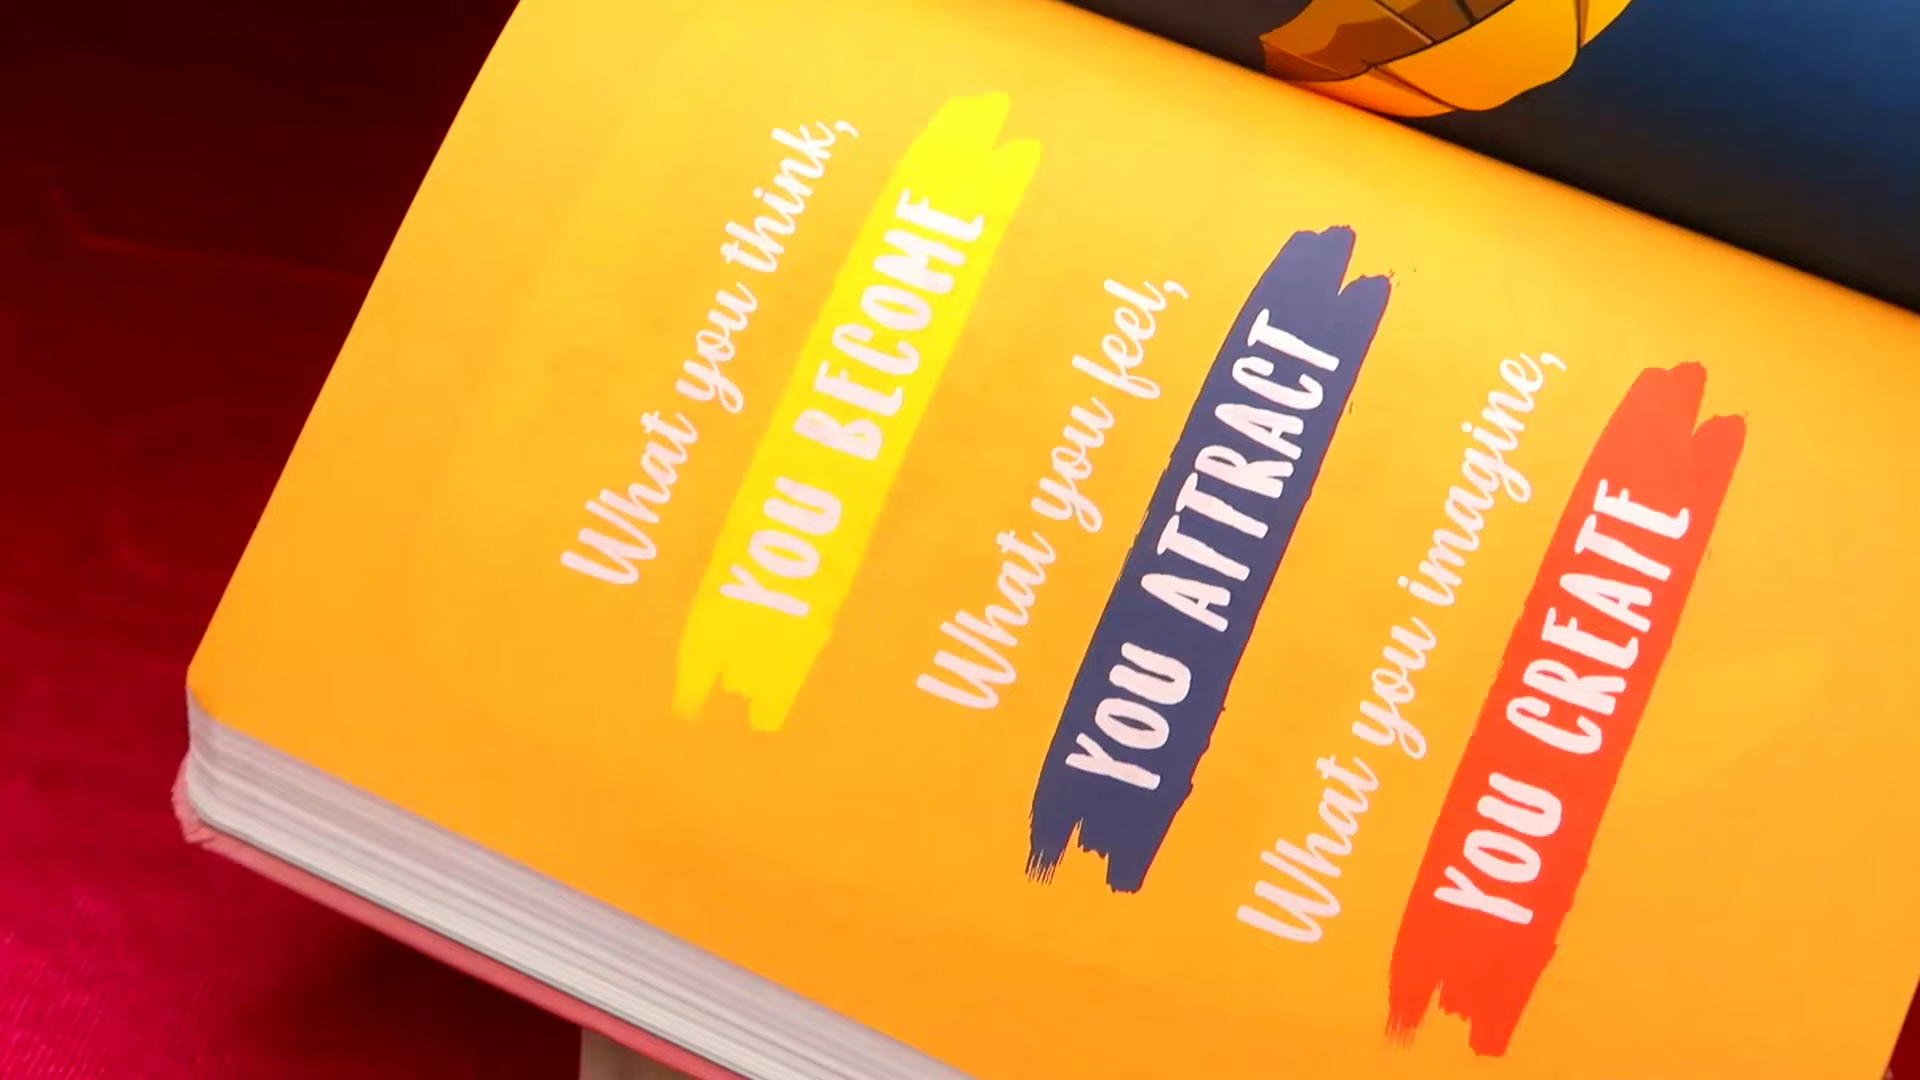 What you think,
YOU BECOME
What you feel,
YOU ATTRACT
What you imagine,
YOU CREATE